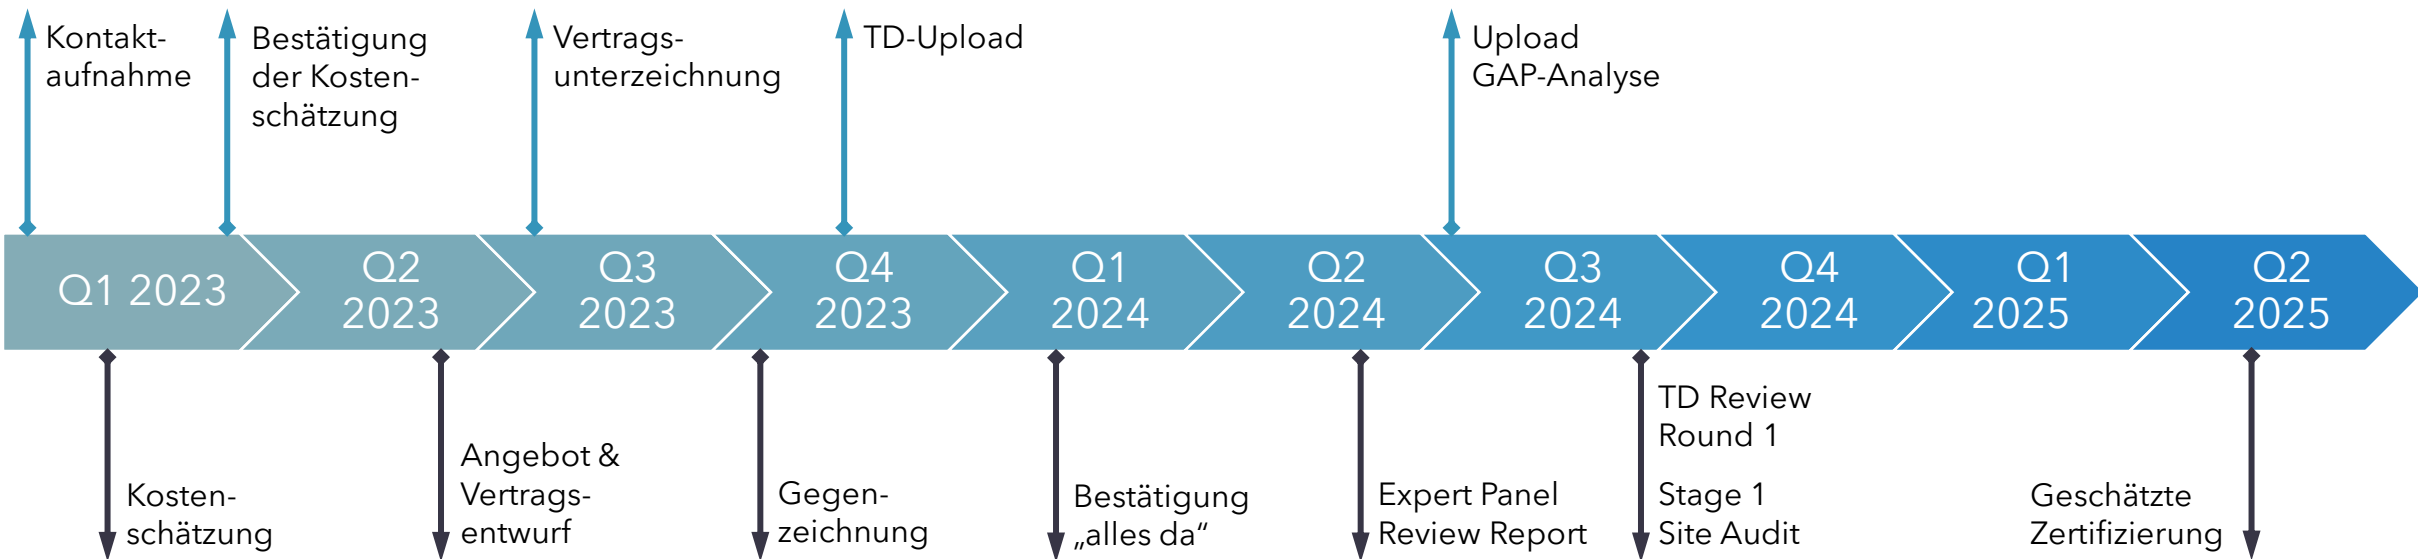 Kontakt-
aufnahme
Bestätigung
der Kosten-
schätzung
Vertrags-
unterzeichnung
TD-Upload
Upload
GAP-Analyse
Q1 2023
Q2
2023
Q3
2023
Q4
2023
Q1
2024
Q2
2024
Q3
2024
Q4
2024
Q1
2025
Q2
2025
Kosten-
schätzung
Angebot &
Vertrags-
entwurf
Gegen-
zeichnung
Bestätigung
„alles da“
Expert Panel
Review Report
TD Review
Round 1
Stage 1
Site Audit
Geschätzte
Zertifizierung